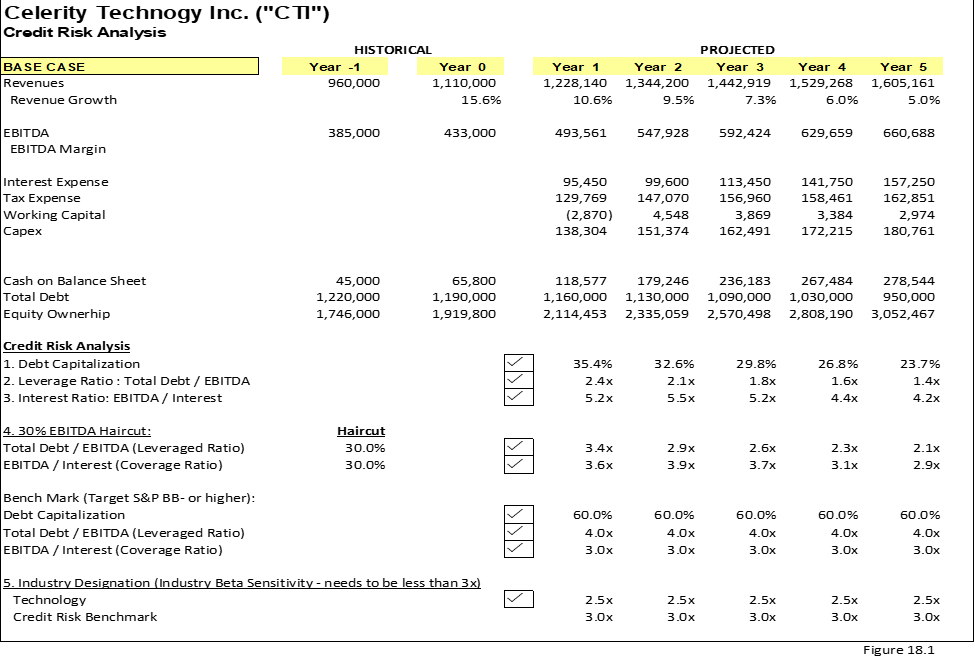 Celerity Technogy Inc. ("CTI")
Credit Risk Analysis
HISTORICAL PROJECTED
BASE CASE Year -1 Year 0 Year 1 Year 2 Year 3 Year 4 Year 5
Revenues 960,000 1,110,000 1,228,140 1,344,200 1,442,919 1,529,268 1,605,161
Revenue Growth 15.6% 10.6% 9.5% 7.3% 6.0% 5.0%
EBITDA 385,000 433,000 493,561 547,928 592,424 629,659 660,688
EBITDA Margin
Interest Expense 95,450 99,600 113,450 141,750 157,250
Tax Expense 129,769 147,070 156,960 158,461 162,851
Working Capital (2,870) 4,548 3,869 3,384 2,974
Capex 138,304 151,374 162,491 172,215 180,761
Cash on Balance Sheet 45,000 65,800 118,577 179,246 236,183 267,484 278,544
Total Debt 1,220,000 1,190,000 1,160,000 1,130,000 1,090,000 1,030,000 950,000
Equity Ownerhip 1,746,000 1,919,800 2,114,453 2,335,059 2,570,498 2,808,190 3,052,467
Credit Risk Analysis
1. Debt Capitalization 35.4% 32.6% 29.8% 26.8% 23.7%
2. Leverage Ratio : Total Debt / EBITDA 2.4x 2.1x 1.8x 1.6x 1.4x
3. Interest Ratio: EBITDA / Interest 5.2x 5.5x 5.2x 4.4x 4.2x
4. 30% EBITDA Haircut: Haircut
Total Debt / EBITDA (Leveraged Ratio) 30.0% 3.4x 2.9x 2.6x 2.3x 2.1x
EBITDA / Interest (Coverage Ratio) 30.0% 3.6x 3.9x 3.7x 3.1x 2.9x
Bench Mark (Target S&P BB- or higher):
Debt Capitalization 60.0% 60.0% 60.0% 60.0% 60.0%
Total Debt / EBITDA (Leveraged Ratio) 4.0x 4.0x 4.0x 4.0x 4.0x
EBITDA / Interest (Coverage Ratio) 3.0x 3.0x 3.0x 3.0x 3.0x
5. Industry Designation (Industry Beta Sensitivity - needs to be less than 3x)
Technology 2.5x 2.5x 2.5x 2.5x 2.5x
Credit Risk Benchmark 3.0x 3.0x 3.0x 3.0x 3.0x
Figure 18.1